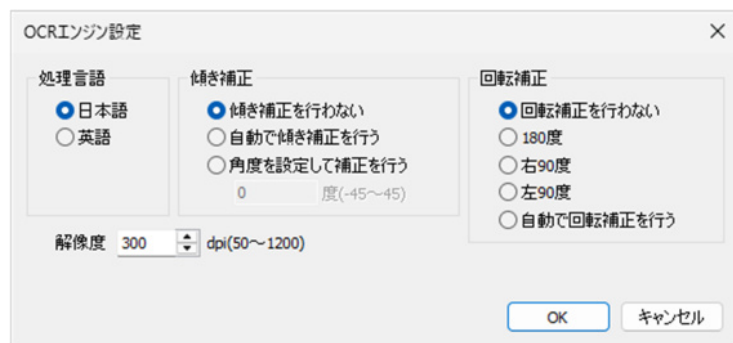 OCRエンジン設定
処理言語
日本語
英語
傾き補正
傾き補正を行わない
自動で傾き補正を行う
角度を設定して補正を行う
0 度(-45～45)
回転補正
回転補正を行わない
180度
右90度
左90度
自動で回転補正を行う
解像度 300 dpi(50～1200)
OK キャンセル